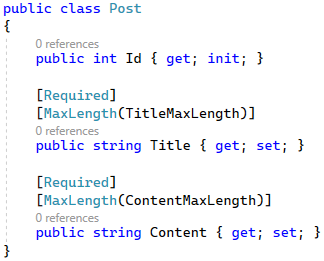 public class Post
{
0 references
public int Id { get; init; }
[Required]
[MaxLength(TitleMaxLength)]
0 references
public string Title { get; set; }
[Required]
[MaxLength(ContentMaxLength)]
0 references
public string Content { get; set; }
}